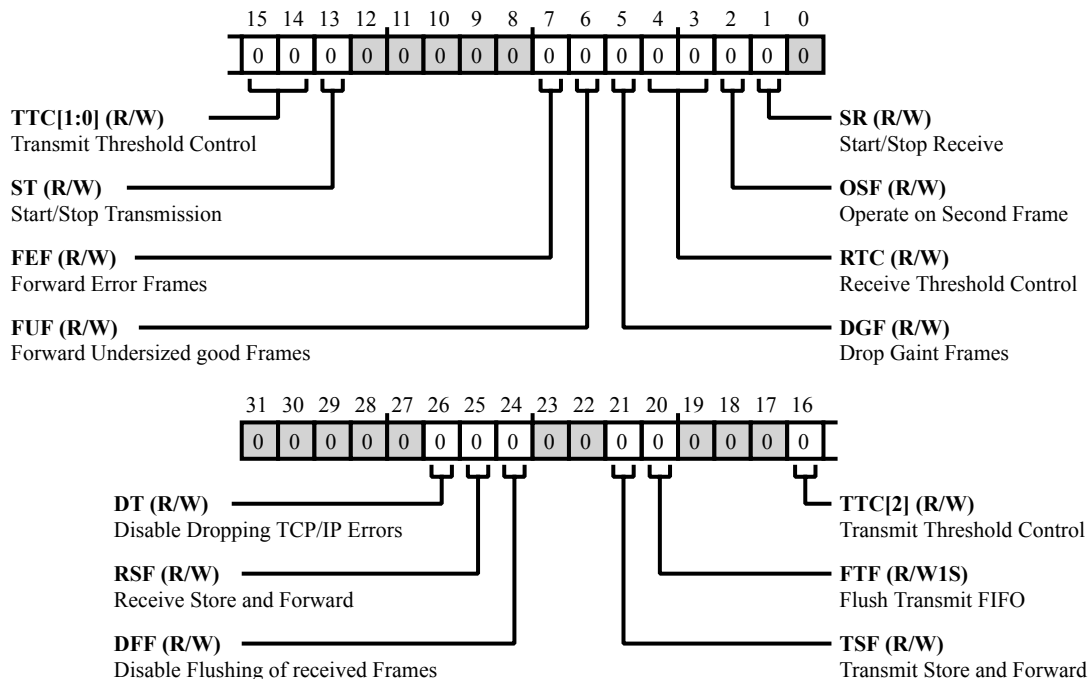 15 14 13 12 11 10 9 8 7 6 5 4 3 2 1 0
0 0 0 0 0 0 0 0 0 0 0 0 0 0 0 0
TTC[1:0] (R/W)
Transmit Threshold Control
ST (R/W)
Start/Stop Transmission
FEF (R/W)
Forward Error Frames
FUF (R/W)
Forward Undersized good Frames
SR (R/W)
Start/Stop Receive
OSF (R/W)
Operate on Second Frame
RTC (R/W)
Receive Threshold Control
DGF (R/W)
Drop Gaint Frames
31 30 29 28 27 26 25 24 23 22 21 20 19 18 17 16
0 0 0 0 0 0 0 0 0 0 0 0 0 0 0 0
DT (R/W)
Disable Dropping TCP/IP Errors
RSF (R/W)
Receive Store and Forward
DFF (R/W)
Disable Flushing of received Frames
TTC[2] (R/W)
Transmit Threshold Control
FTF (R/W1S)
Flush Transmit FIFO
TSF (R/W)
Transmit Store and Forward